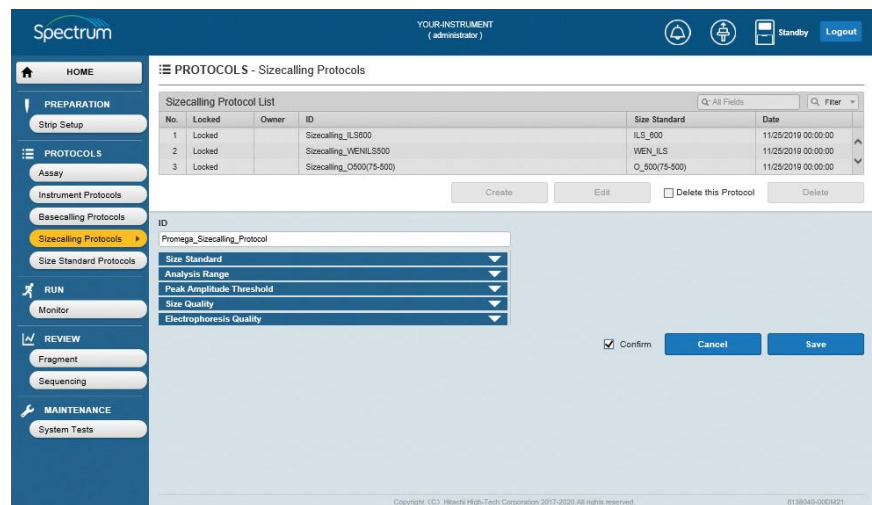 Spectrum
YOUR-INSTRUMENT
( administrator )
Standby
Logout
HOME
PREPARATION
Strip Setup
PROTOCOLS
Assay
Instrument Protocols
Basecalling Protocols
Sizecalling Protocols
Size Standard Protocols
RUN
Monitor
REVIEW
Fragment
Sequencing
MAINTENANCE
System Tests
PROTOCOLS - Sizecalling Protocols
Sizecalling Protocol List All Fields Filter
No. Locked Owner ID Size Standard Date
1 Locked Sizecalling_ILS600 ILS_600 11/25/2019 00:00:00
2 Locked Sizecalling_WENILS500 WEN_ILS 11/25/2019 00:00:00
3 Locked Sizecalling_O500(75-500) O_500(75-500) 11/25/2019 00:00:00
Create Edit Delete this Protocol Delete
ID
Promega_Sizecalling_Protocol
Size Standard
Analysis Range
Peak Amplitude Threshold
Size Quality
Electrophoresis Quality
Confirm Cancel Save
Copyright (C) Hitachi High-Tech Corporation 2017-2020 All rights reserved. 6138040-00DM21